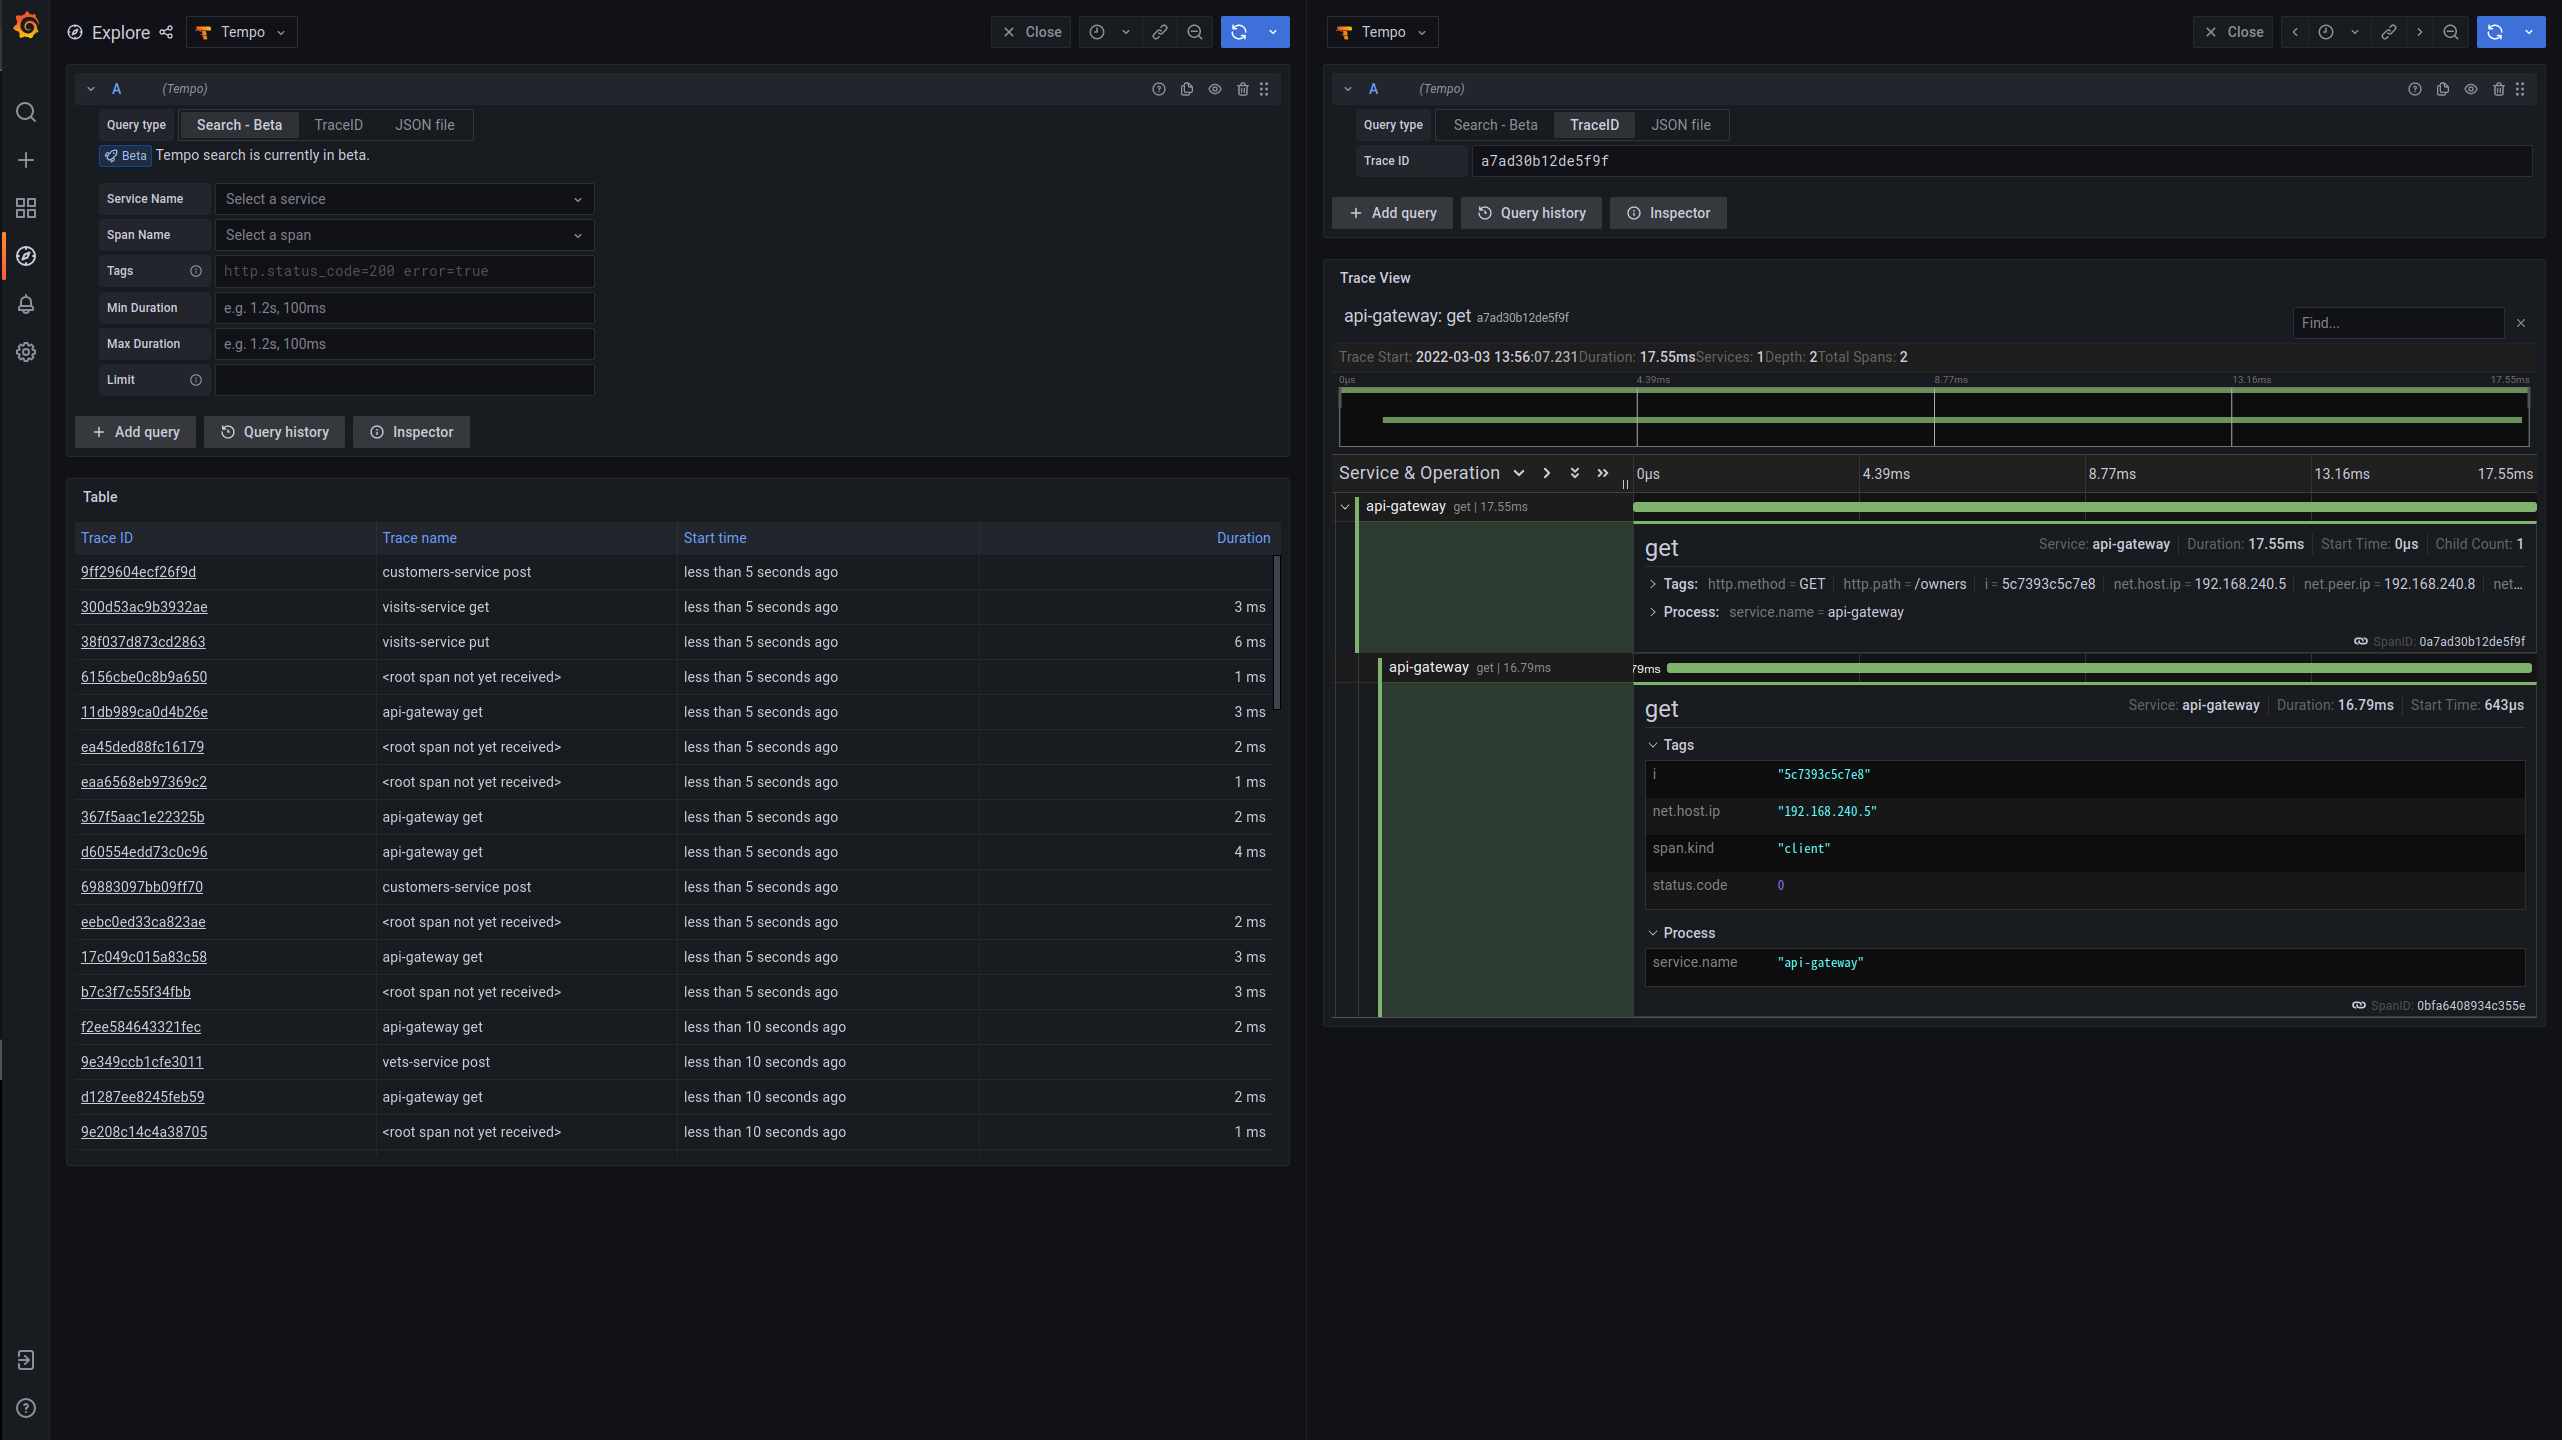 Explore
Tempo
Close
A (Tempo)
Query type Search - Beta TraceID JSON file
Beta Tempo search is currently in beta.
Service Name Select a service
Span Name Select a span
Tags http.status_code=200 error=true
Min Duration e.g. 1.2s, 100ms
Max Duration e.g. 1.2s, 100ms
Limit
Add query Query history Inspector
Table
Trace ID Trace name Start time Duration
9ff29604ecf26f9d customers-service post less than 5 seconds ago
300d53ac9b3932ae visits-service get less than 5 seconds ago 3 ms
38f037d873cd2863 visits-service put less than 5 seconds ago 6 ms
6156cbe0c8b9a650 <root span not yet received> less than 5 seconds ago 1 ms
11db989ca0d4b26e api-gateway get less than 5 seconds ago 3 ms
ea45ded88fc16179 <root span not yet received> less than 5 seconds ago 2 ms
eaa6568eb97369c2 <root span not yet received> less than 5 seconds ago 1 ms
367f5aac1e22325b api-gateway get less than 5 seconds ago 2 ms
d60554edd73c0c96 api-gateway get less than 5 seconds ago 4 ms
69883097bb09ff70 customers-service post less than 5 seconds ago
eebc0ed33ca823ae <root span not yet received> less than 5 seconds ago 2 ms
17c049c015a83c58 api-gateway get less than 5 seconds ago 3 ms
b7c3f7c55f34fbb <root span not yet received> less than 5 seconds ago 3 ms
f2ee584643321fec api-gateway get less than 10 seconds ago 2 ms
9e349ccb1cfe3011 vets-service post less than 10 seconds ago
d1287ee8245feb59 api-gateway get less than 10 seconds ago 2 ms
9e208c14c4a38705 <root span not yet received> less than 10 seconds ago 1 ms
Tempo
Close
A (Tempo)
Query type Search - Beta TraceID JSON file
Trace ID a7ad30b12de5f9f
Add query Query history Inspector
Trace View
api-gateway: get a7ad30b12de5f9f
Find...
Trace Start: 2022-03-03 13:56:07.231Duration: 17.55msServices: 1Depth: 2Total Spans: 2
0μs 4.39ms 8.77ms 13.16ms 17.55ms
Service & Operation 0μs 4.39ms 8.77ms 13.16ms 17.55ms
api-gateway get | 17.55ms
get Service: api-gateway Duration: 17.55ms Start Time: 0μs Child Count: 1
Tags: http.method = GET http.path = /owners i = 5c7393c5c7e8 net.host.ip = 192.168.240.5 net.peer.ip = 192.168.240.8 net...
Process: service.name = api-gateway
SpanID: 0a7ad30b12de5f9f
api-gateway get | 16.79ms 79ms
get Service: api-gateway Duration: 16.79ms Start Time: 643μs
Tags
i "5c7393c5c7e8"
net.host.ip "192.168.240.5"
span.kind "client"
status.code 0
Process
service.name "api-gateway"
SpanID: 0bfa6408934c355e